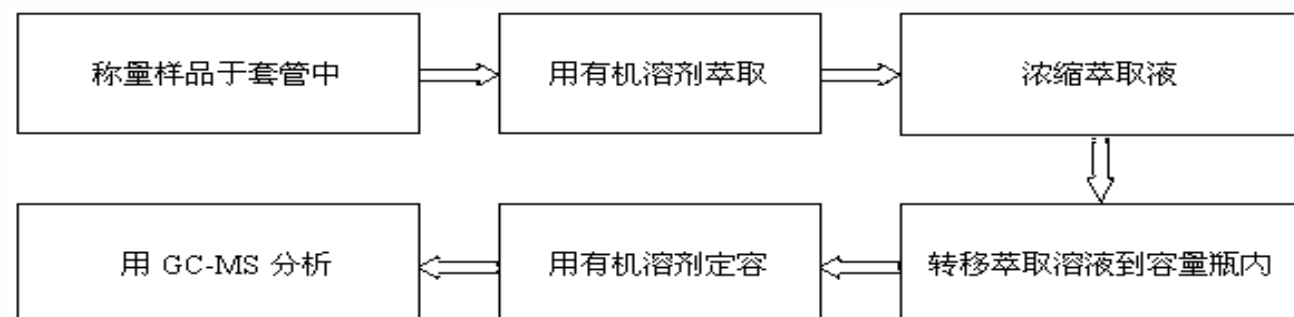 称量样品于套管中
用有机溶剂萃取
浓缩萃取液
转移萃取溶液到容量瓶内
用有机溶剂定容
用 GC-MS 分析